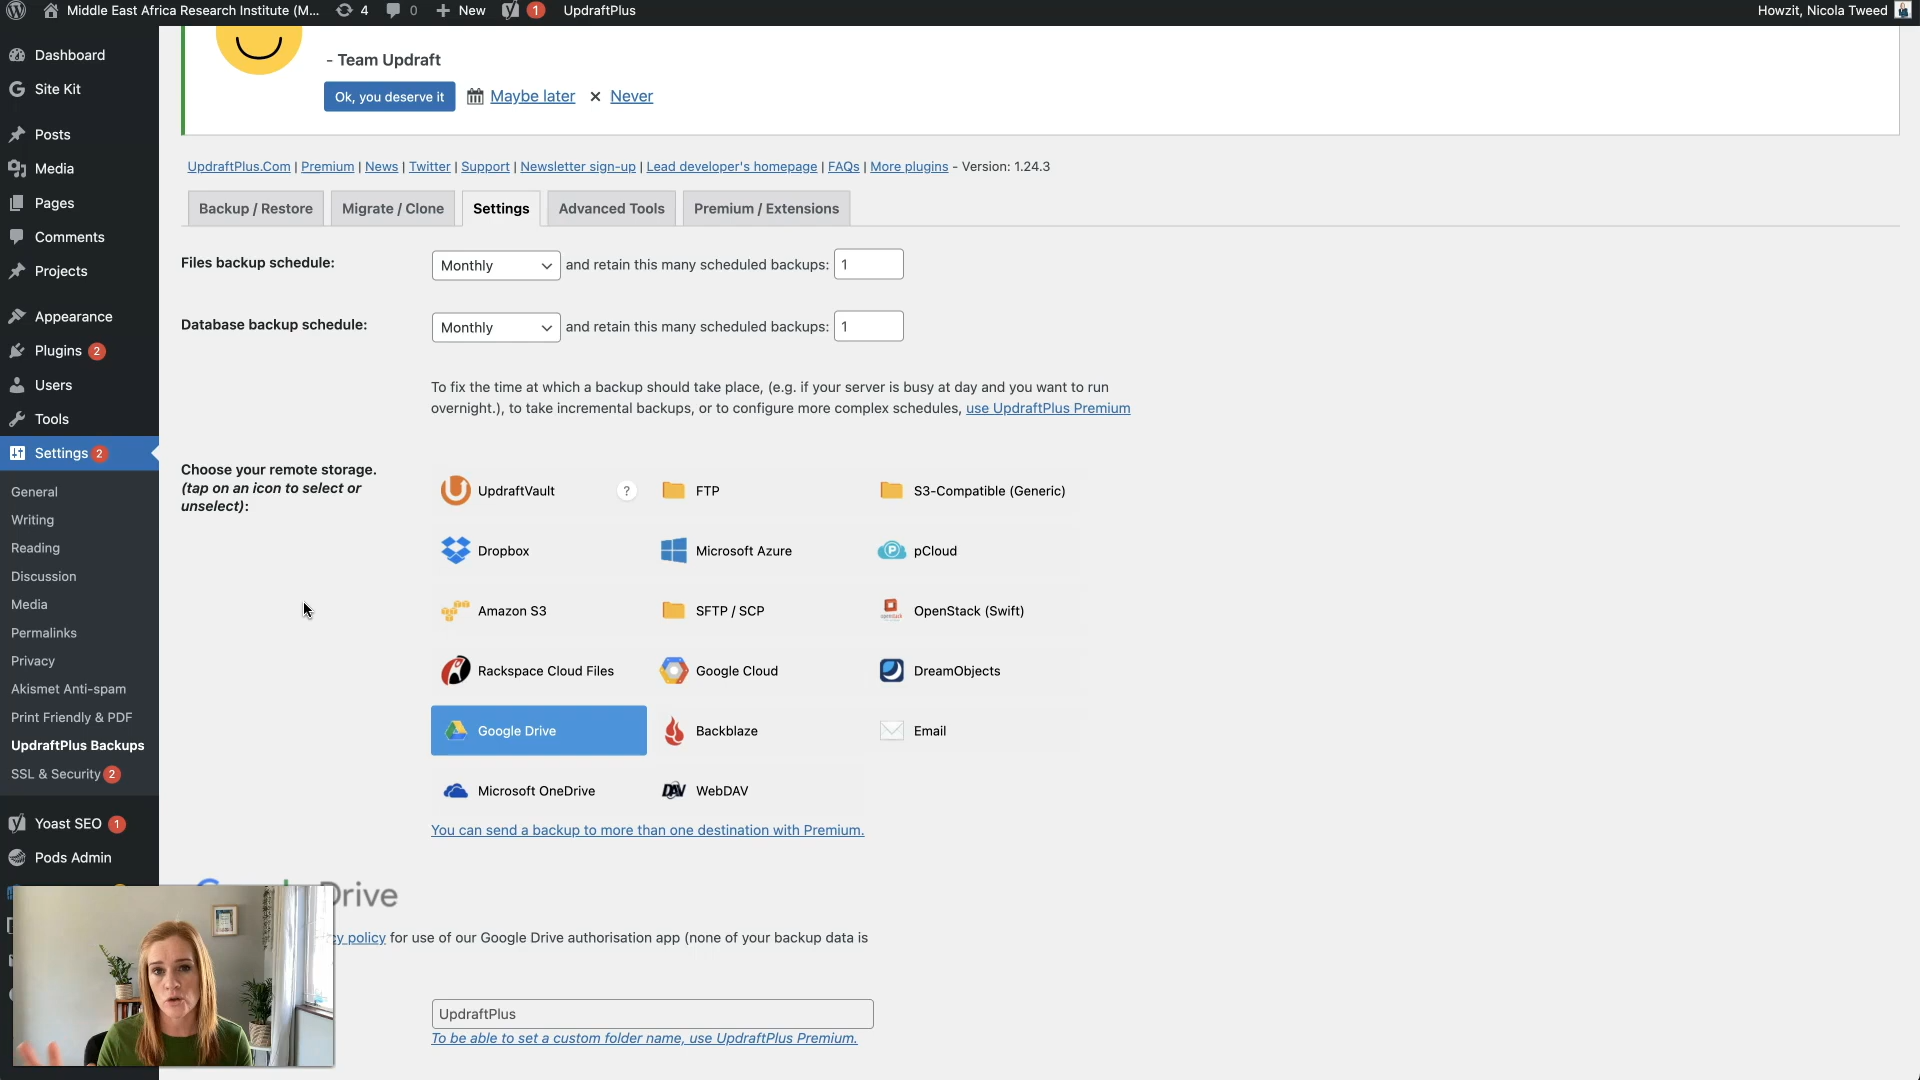 Middle East Africa Research Institute (M...
4
0
New
1
UpdraftPlus
Howzit, Nicola Tweed
Dashboard
Site Kit
Posts
Media
Pages
Comments
Projects
Appearance
Plugins 2
Users
Tools
Settings 2
General
Writing
Reading
Discussion
Media
Permalinks
Privacy
Akismet Anti-spam
Print Friendly & PDF
UpdraftPlus Backups
SSL & Security 2
Yoast SEO 1
Pods Admin
- Team Updraft
Ok, you deserve it
Maybe later
Never
UpdraftPlus.Com | Premium | News | Twitter | Support | Newsletter sign-up | Lead developer's homepage | FAQs | More plugins - Version: 1.24.3
Backup / Restore
Migrate / Clone
Settings
Advanced Tools
Premium / Extensions
Files backup schedule:
Monthly
and retain this many scheduled backups:
1
Database backup schedule:
Monthly
and retain this many scheduled backups:
1
To fix the time at which a backup should take place, (e.g. if your server is busy at day and you want to run
overnight.), to take incremental backups, or to configure more complex schedules, use UpdraftPlus Premium
Choose your remote storage.
(tap on an icon to select or
unselect):
UpdraftVault
?
FTP
S3-Compatible (Generic)
Dropbox
Microsoft Azure
pCloud
Amazon S3
SFTP / SCP
OpenStack (Swift)
Rackspace Cloud Files
Google Cloud
DreamObjects
Google Drive
Backblaze
Email
Microsoft OneDrive
DAV
WebDAV
You can send a backup to more than one destination with Premium.
Drive
policy for use of our Google Drive authorisation app (none of your backup data is
UpdraftPlus
To be able to set a custom folder name, use UpdraftPlus Premium.